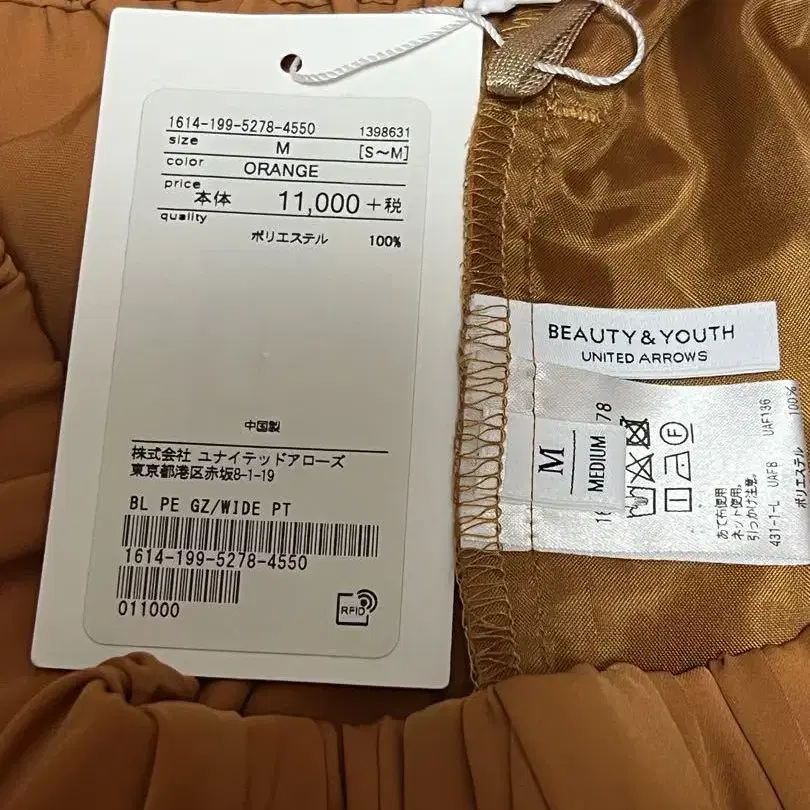 1614-199-5278-4550 1398631
size M [S～M]
color ORANGE
price 本体 11,000 +税
quality
ポリエステル 100%
中国製
株式会社 ユナイテッドアローズ
東京都港区赤坂8-1-19
BL PE GZ/WIDE PT
1614-199-5278-4550
011000
RFID
BEAUTY&YOUTH
UNITED ARROWS
M
MEDIUM
78
F
あて布使用。
ネット使用。
引っかけ注意。
431-1-L UAFB UAF136
ポリエステル 100%